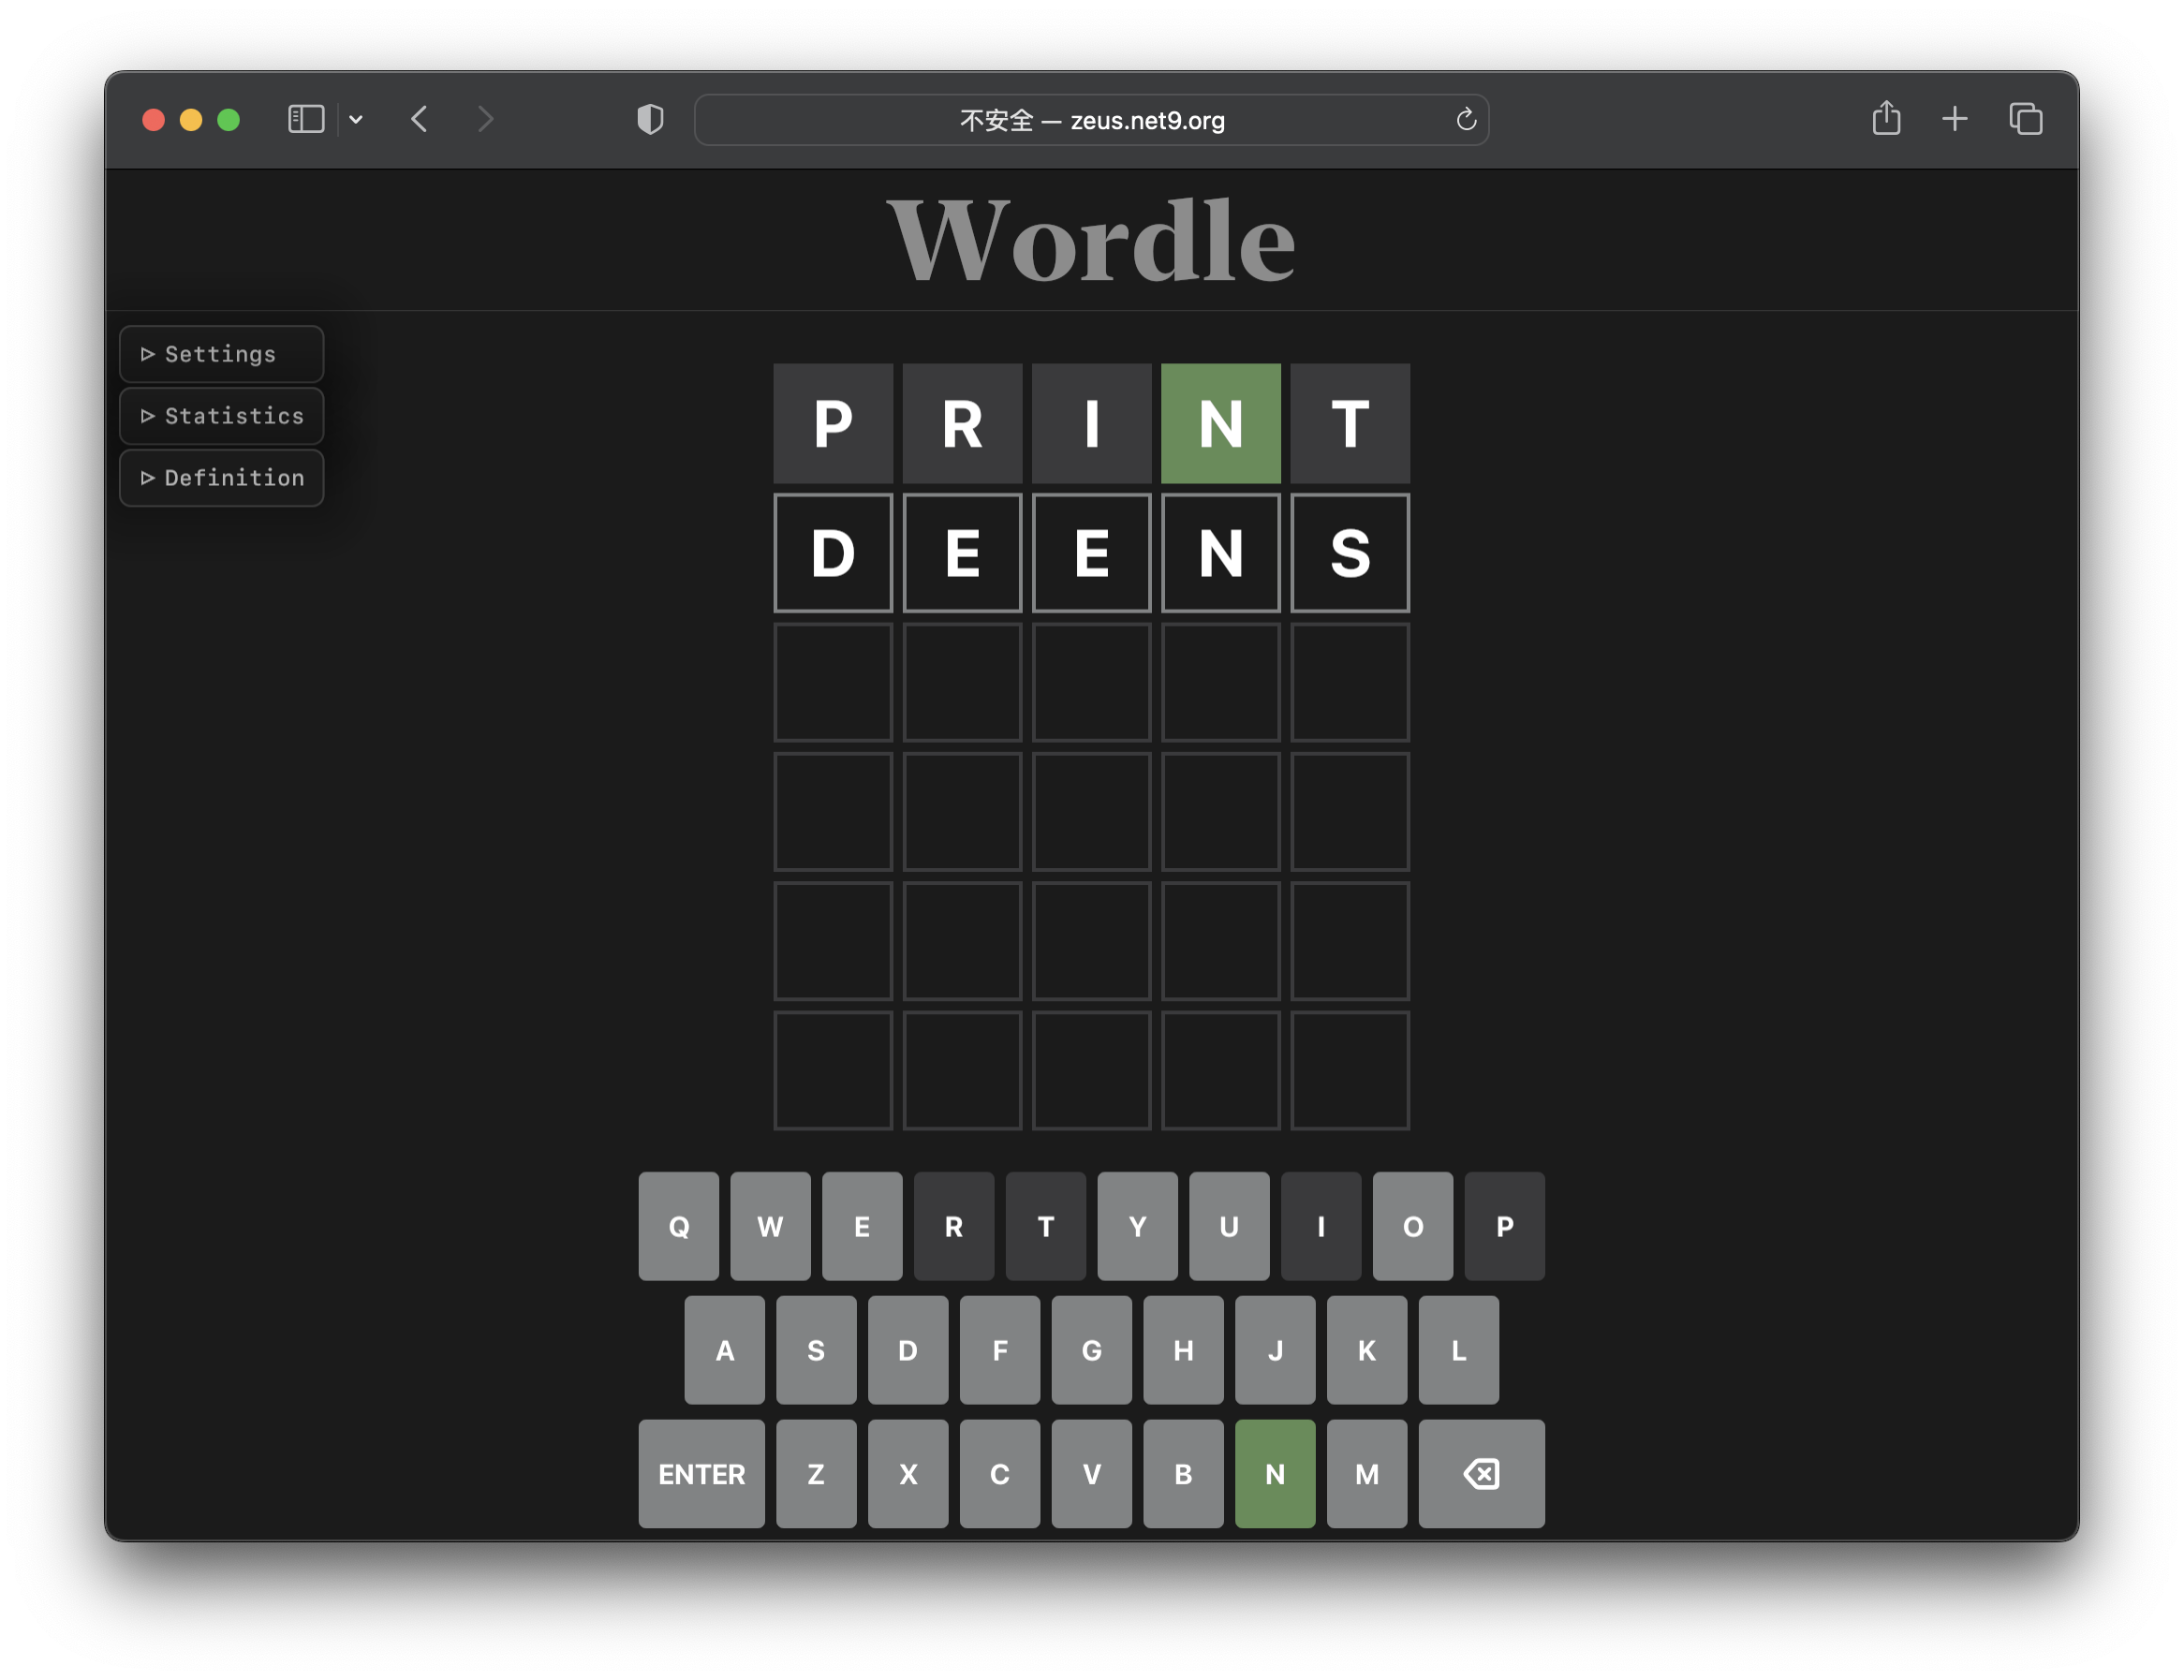 不安全 — zeus.net9.org
Wordle
Settings
Statistics
Definition
P R I N T
D E E N S
Q W E R T Y U I O P
A S D F G H J K L
ENTER Z X C V B N M